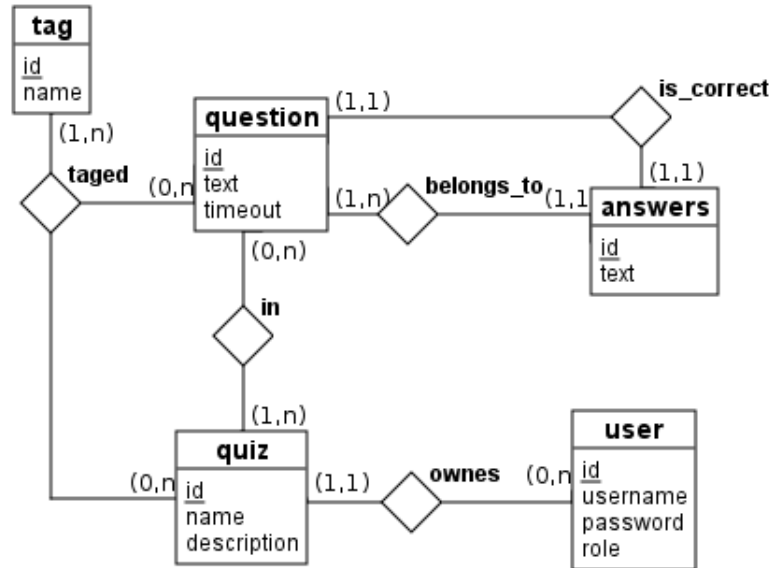 tag
id
name
(1,n)
taged
(0,n
question
id
text
timeout
(1,1)
is_correct
(1,1)
(1,n)
belongs_to
(1,1
answers
id
text
(0,n)
in
(1,n)
quiz
id
name
description
(0,n
(1,1)
ownes
(0,n
user
id
username
password
role